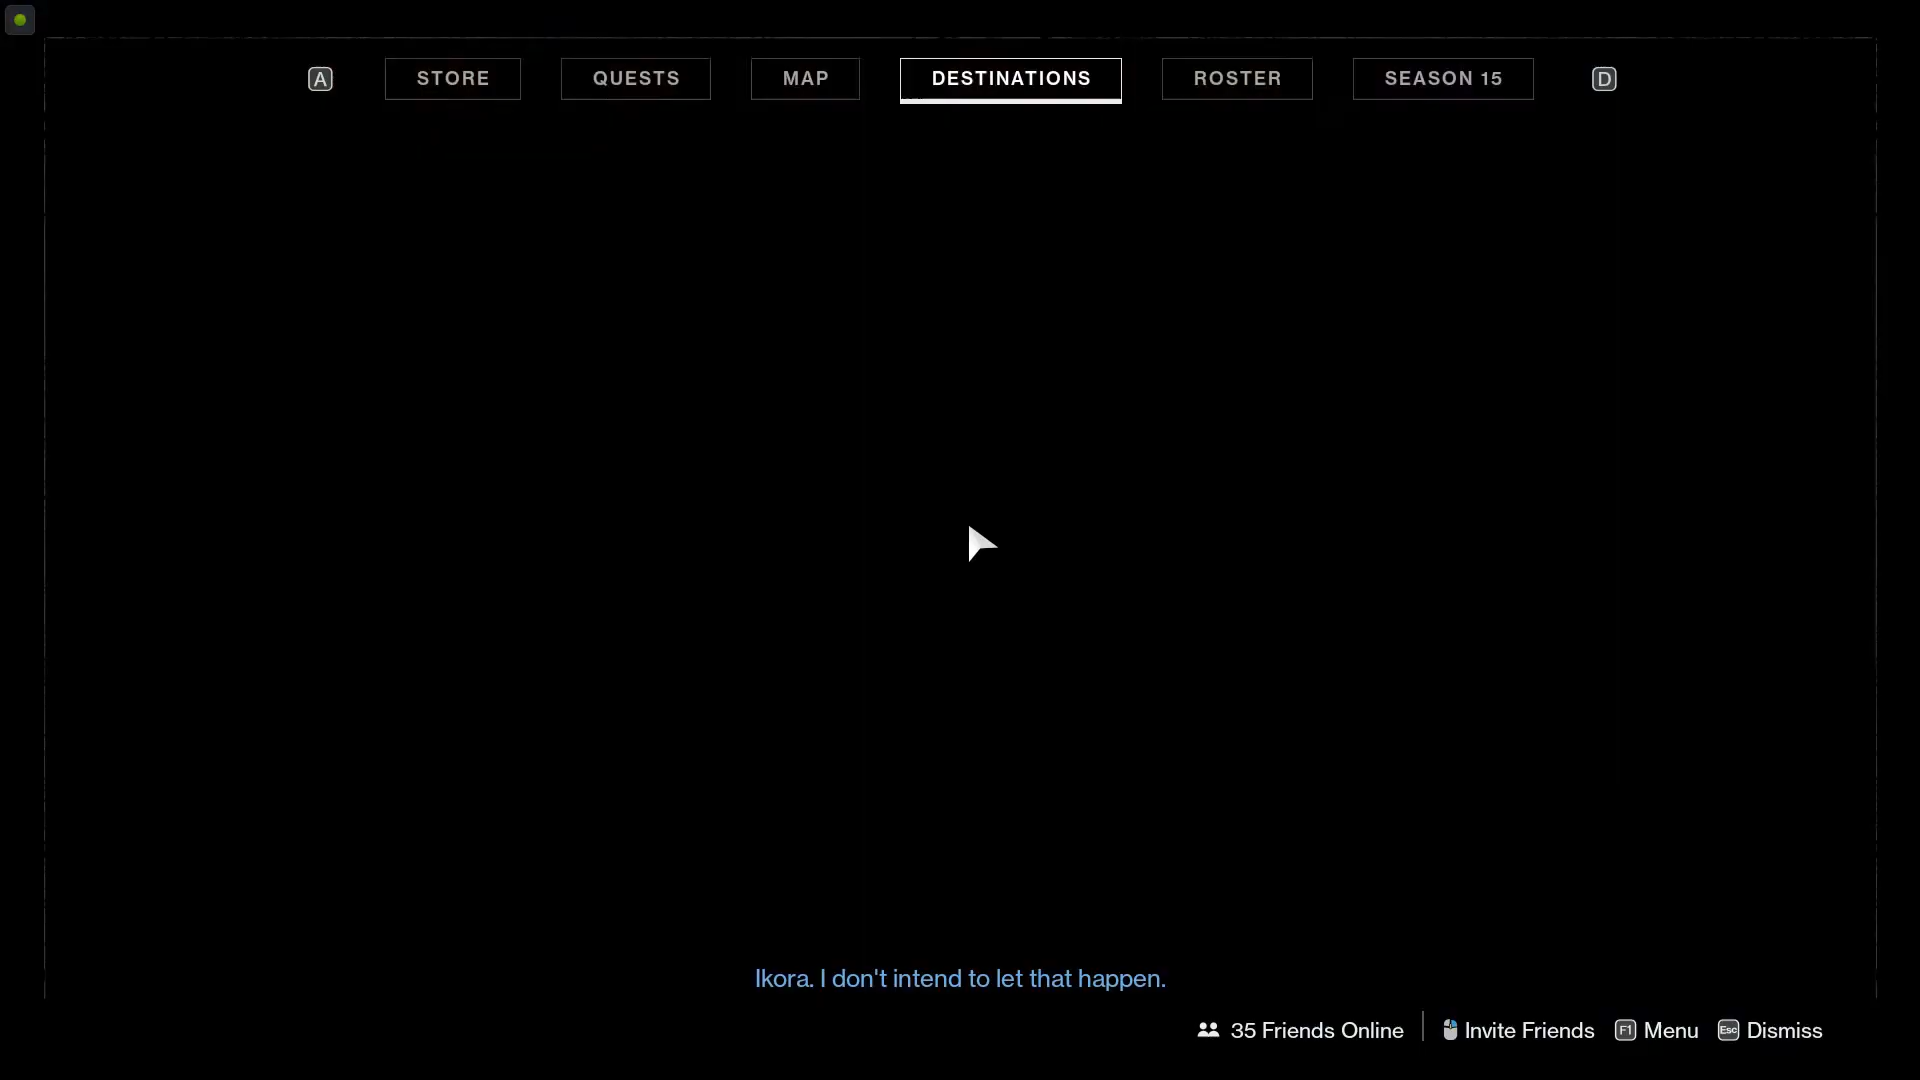 A STORE QUESTS MAP DESTINATIONS ROSTER SEASON 15 D
Ikora. I don't intend to let that happen.
35 Friends Online Invite Friends F1 Menu Esc Dismiss